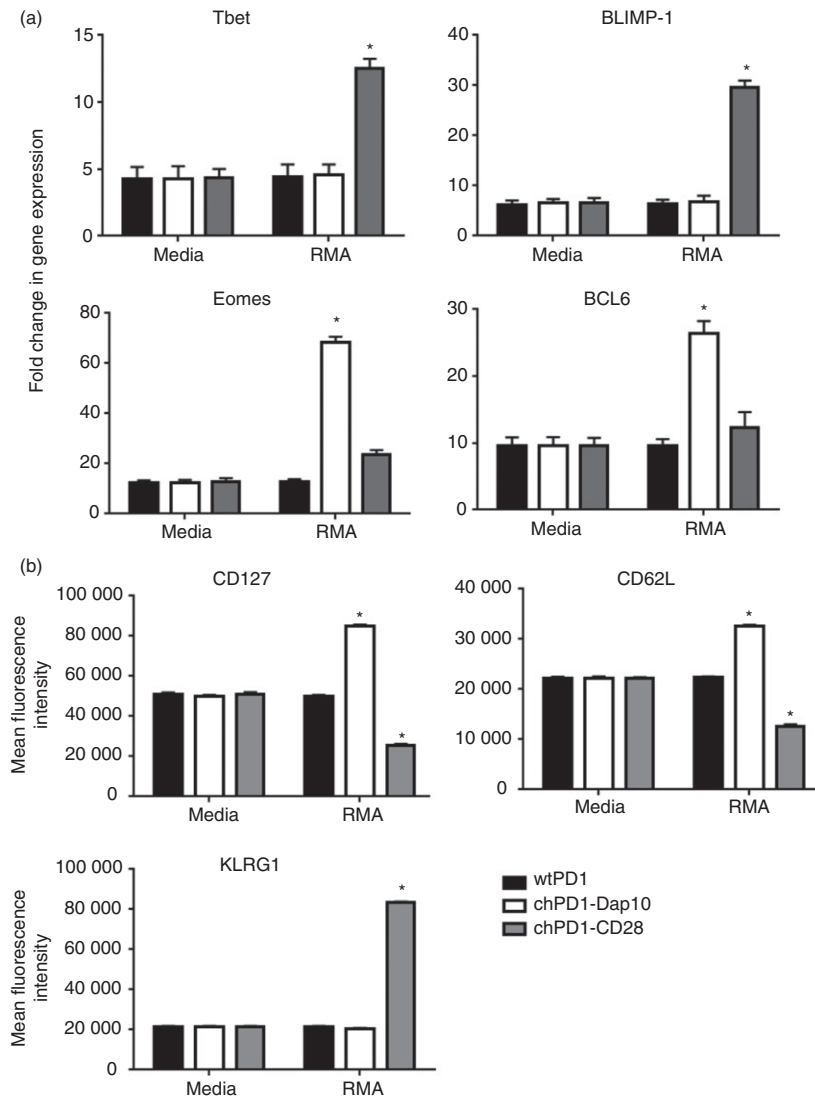 (a)
Tbet
BLIMP-1
Fold change in gene expression
15
10
5
0
*
Media
RMA
40
30
20
10
0
*
Media
RMA
Eomes
BCL6
80
60
40
20
0
*
Media
RMA
30
20
10
0
*
Media
RMA
(b)
CD127
CD62L
Mean fluorescence
intensity
100 000
80 000
60 000
40 000
20 000
0
*
*
Media
RMA
40 000
30 000
20 000
10 000
0
*
*
Media
RMA
KLRG1
Mean fluorescence
intensity
100 000
80 000
60 000
40 000
20 000
0
*
Media
RMA
wtPD1
chPD1-Dap10
chPD1-CD28